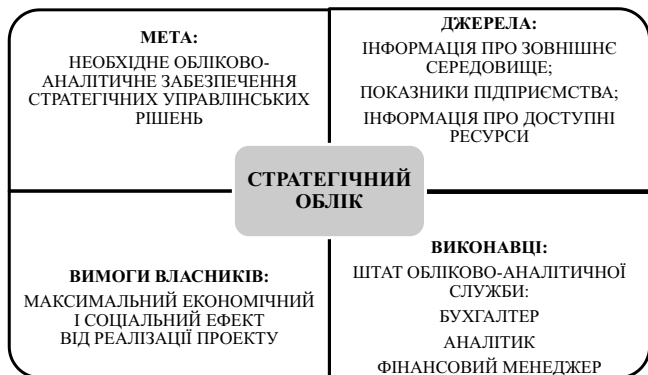 МЕТА:
НЕОБХІДНЕ ОБЛІКОВО-
АНАЛІТИЧНЕ ЗАБЕЗПЕЧЕННЯ
СТРАТЕГІЧНИХ УПРАВЛІНСЬКИХ
РІШЕНЬ
ДЖЕРЕЛА:
ІНФОРМАЦІЯ ПРО ЗОВНІШНЄ
СЕРЕДОВИЩЕ;
ПОКАЗНИКИ ПІДПРИЄМСТВА;
ІНФОРМАЦІЯ ПРО ДОСТУПНІ
РЕСУРСИ
СТРАТЕГІЧНИЙ
ОБЛІК
ВИМОГИ ВЛАСНИКІВ:
МАКСИМАЛЬНИЙ ЕКОНОМІЧНИЙ
І СОЦІАЛЬНИЙ ЕФЕКТ
ВІД РЕАЛІЗАЦІЇ ПРОЕКТУ
ВИКОНАВЦІ:
ШТАТ ОБЛІКОВО-АНАЛІТИЧНОЇ
СЛУЖБИ:
БУХГАЛТЕР
АНАЛІТИК
ФІНАНСОВИЙ МЕНЕДЖЕР